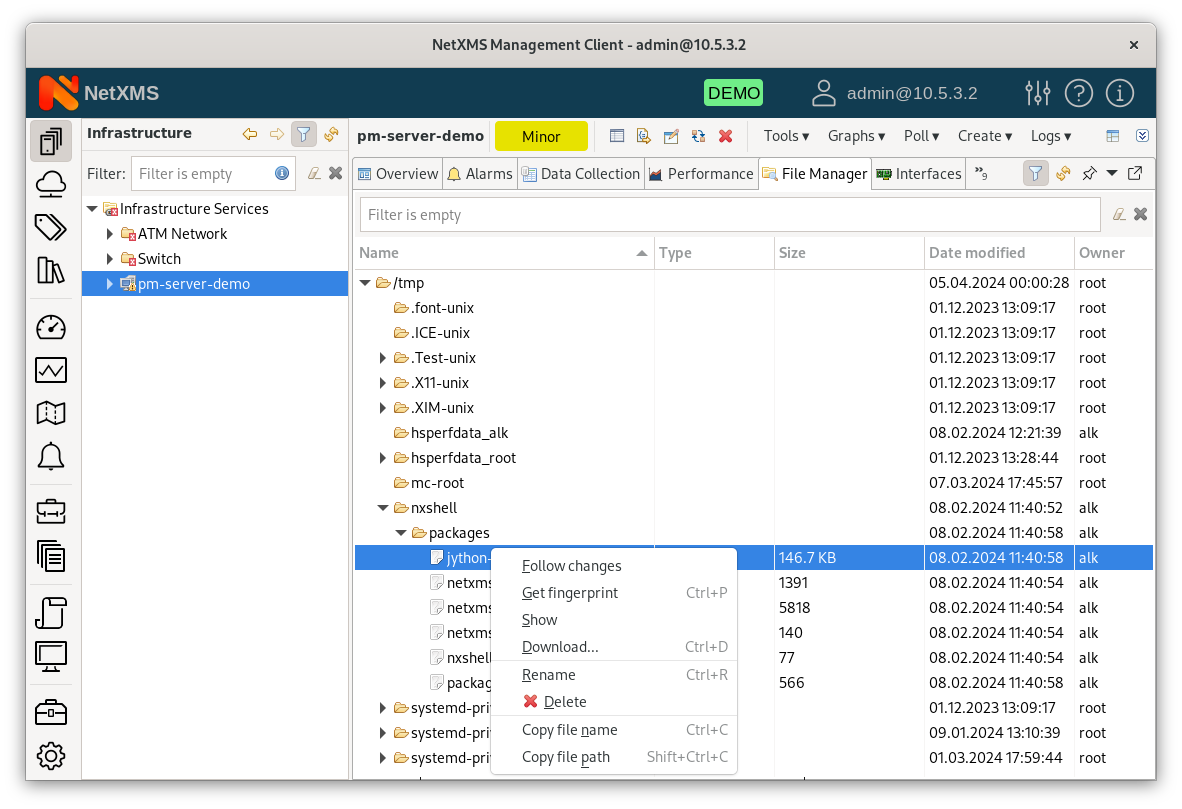 NetXMS Management Client - admin@10.5.3.2
NetXMS
DEMO
admin@10.5.3.2
Infrastructure
Filter:
Filter is empty
Infrastructure Services
ATM Network
Switch
pm-server-demo
pm-server-demo
Minor
Tools
Graphs
Poll
Create
Logs
Overview
Alarms
Data Collection
Performance
File Manager
Interfaces
»9
Filter is empty
Name Type Size Date modified Owner
/tmp 05.04.2024 00:00:28 root
.font-unix 01.12.2023 13:09:17 root
.ICE-unix 01.12.2023 13:09:17 root
.Test-unix 01.12.2023 13:09:17 root
.X11-unix 01.12.2023 13:09:17 root
.XIM-unix 01.12.2023 13:09:17 root
hsperfdata_alk 08.02.2024 12:21:39 alk
hsperfdata_root 01.12.2023 13:28:44 root
mc-root 07.03.2024 17:45:57 root
nxshell 08.02.2024 11:40:52 alk
packages 08.02.2024 11:40:58 alk
jython- 146.7 KB 08.02.2024 11:40:58 alk
netxms 1391 08.02.2024 11:40:54 alk
netxms 5818 08.02.2024 11:40:54 alk
netxms 140 08.02.2024 11:40:54 alk
nxshell 77 08.02.2024 11:40:54 alk
packag 566 08.02.2024 11:40:58 alk
systemd-pri 01.12.2023 13:09:17 root
systemd-pri 09.01.2024 13:10:39 root
systemd-pri 01.03.2024 17:59:44 root
Follow changes
Get fingerprint Ctrl+P
Show
Download... Ctrl+D
Rename Ctrl+R
Delete
Copy file name Ctrl+C
Copy file path Shift+Ctrl+C